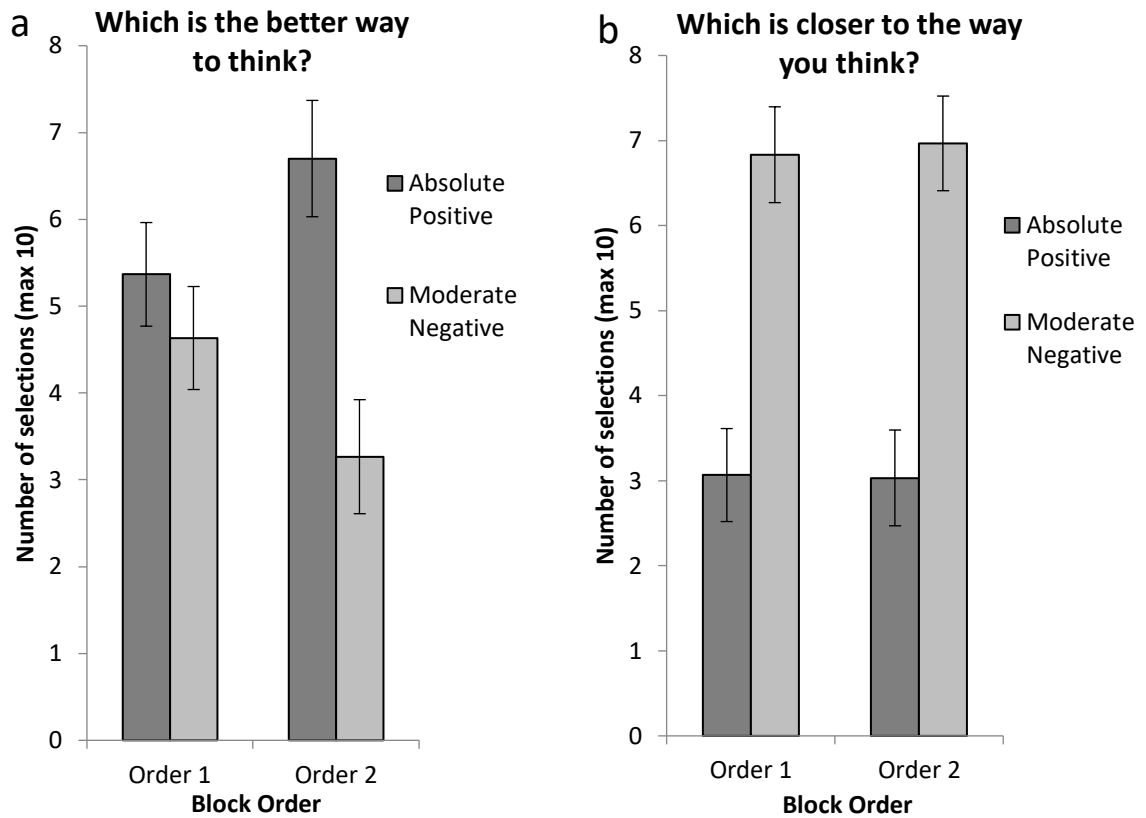 a
Which is the better way
to think?
8
7
6
5
4
3
2
1
0
Number of selections (max 10)
Order 1
Order 2
Block Order
Absolute
Positive
Moderate
Negative
b
Which is closer to the way
you think?
8
7
6
5
4
3
2
1
0
Number of selections (max 10)
Order 1
Order 2
Block Order
Absolute
Positive
Moderate
Negative